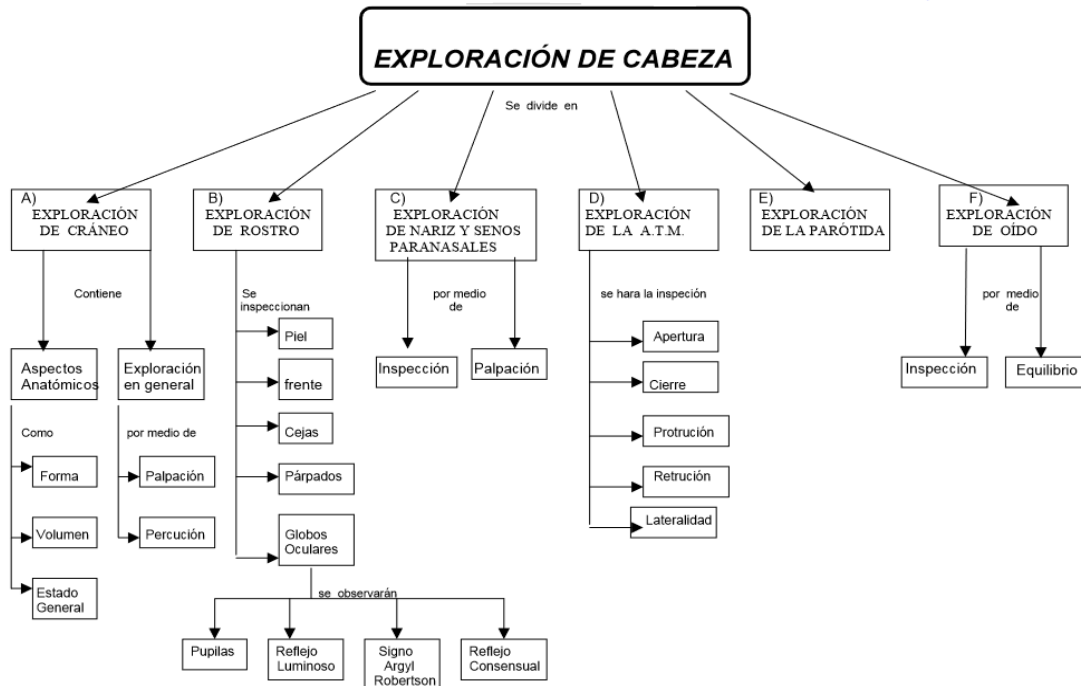 EXPLORACIÓN DE CABEZA
Se divide en
A)
EXPLORACIÓN
DE CRÁNEO
B)
EXPLORACIÓN
DE ROSTRO
C)
EXPLORACIÓN
DE NARIZ Y SENOS
PARANASALES
D)
EXPLORACIÓN
DE LA A.T.M.
E)
EXPLORACIÓN
DE LA PARÓTIDA
F)
EXPLORACIÓN
DE OÍDO
Contiene
Aspectos
Anatómicos
Exploración
en general
Como
Forma
Volumen
Estado
General
por medio de
Palpación
Percución
Se
inspeccionan
Piel
frente
Cejas
Párpados
Globos
Oculares
se observarán
Pupilas
Reflejo
Luminoso
Signo
Argyl
Robertson
Reflejo
Consensual
por medio
de
Inspección
Palpación
se hara la inspeción
Apertura
Cierre
Protrución
Retrución
Lateralidad
por medio
de
Inspección
Equilibrio